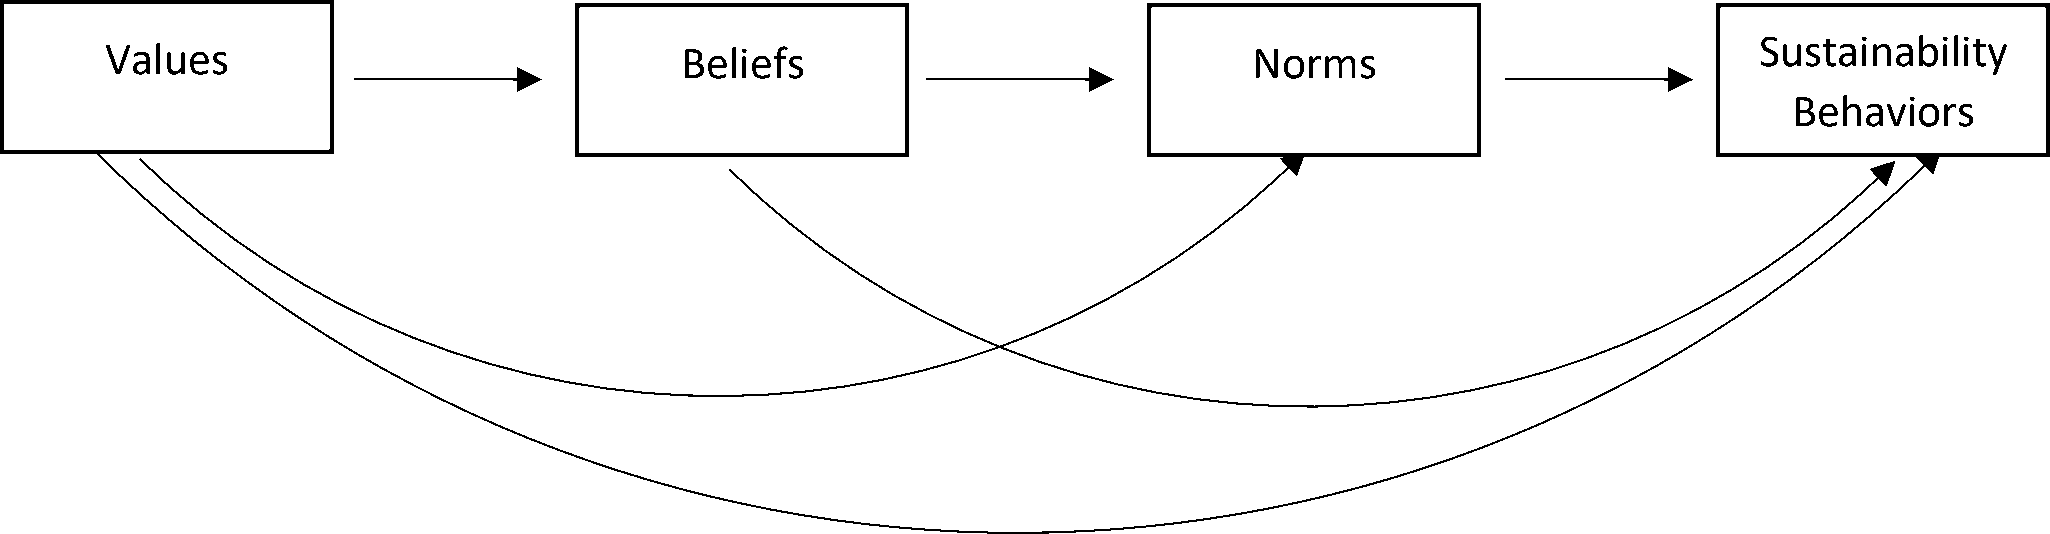 Values
Beliefs
Norms
Sustainability
Behaviors